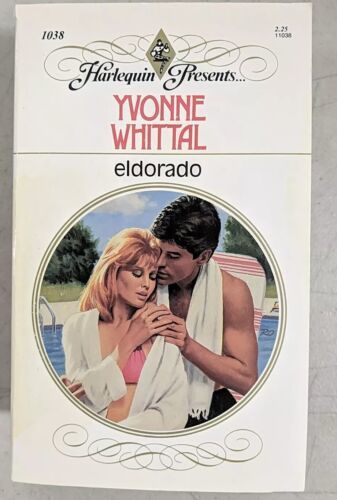 1038
2.25
11038
Harlequin Presents...
YVONNE
WHITTAL
eldorado